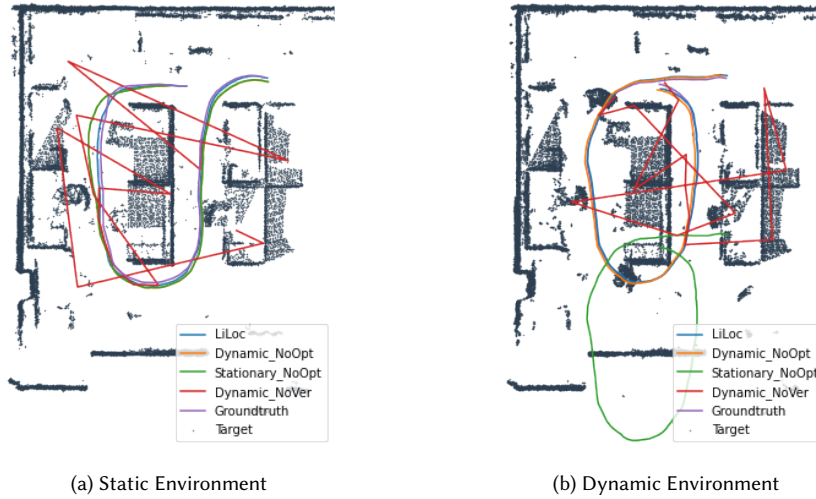 LiLoc
Dynamic_NoOpt
Stationary_NoOpt
Dynamic_NoVer
Groundtruth
Target
LiLoc
Dynamic_NoOpt
Stationary_NoOpt
Dynamic_NoVer
Groundtruth
Target
(a) Static Environment
(b) Dynamic Environment